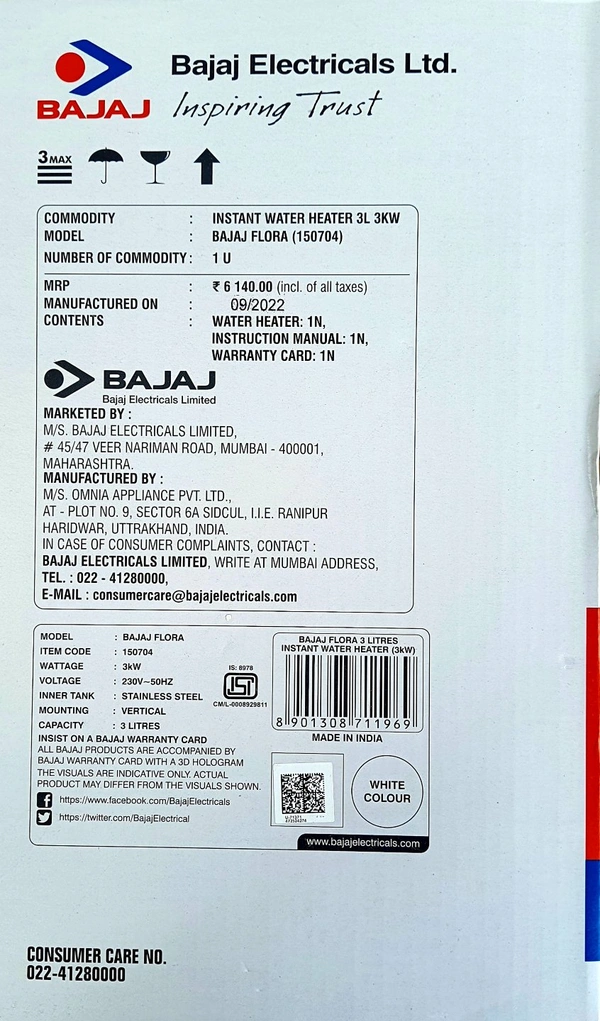 Bajaj Electricals Ltd.
BAJAJ
Inspiring Trust
3 MAX
COMMODITY : INSTANT WATER HEATER 3L 3KW
MODEL : BAJAJ FLORA (150704)
NUMBER OF COMMODITY : 1 U
MRP : ₹ 6 140.00 (incl. of all taxes)
MANUFACTURED ON : 09/2022
CONTENTS : WATER HEATER: 1N,
INSTRUCTION MANUAL: 1N,
WARRANTY CARD: 1N
BAJAJ
Bajaj Electricals Limited
MARKETED BY :
M/S. BAJAJ ELECTRICALS LIMITED,
# 45/47 VEER NARIMAN ROAD, MUMBAI - 400001,
MAHARASHTRA.
MANUFACTURED BY :
M/S. OMNIA APPLIANCE PVT. LTD.,
AT - PLOT NO. 9, SECTOR 6A SIDCUL, I.I.E. RANIPUR
HARIDWAR, UTTRAKHAND, INDIA.
IN CASE OF CONSUMER COMPLAINTS, CONTACT :
BAJAJ ELECTRICALS LIMITED, WRITE AT MUMBAI ADDRESS,
TEL. : 022 - 41280000,
E-MAIL : consumercare@bajajelectricals.com
MODEL : BAJAJ FLORA
ITEM CODE : 150704
WATTAGE : 3kW
VOLTAGE : 230V~50HZ
INNER TANK : STAINLESS STEEL
MOUNTING : VERTICAL
CAPACITY : 3 LITRES
IS: 8978
ISI
CM/L-0008929811
BAJAJ FLORA 3 LITRES
INSTANT WATER HEATER (3kW)
8 901308 711969
MADE IN INDIA
INSIST ON A BAJAJ WARRANTY CARD
ALL BAJAJ PRODUCTS ARE ACCOMPANIED BY
BAJAJ WARRANTY CARD WITH A 3D HOLOGRAM
THE VISUALS ARE INDICATIVE ONLY. ACTUAL
PRODUCT MAY DIFFER FROM THE VISUALS SHOWN.
https://www.facebook.com/BajajElectricals
https://twitter.com/BajajElectrical
WHITE
COLOUR
www.bajajelectricals.com
CONSUMER CARE NO.
022-41280000